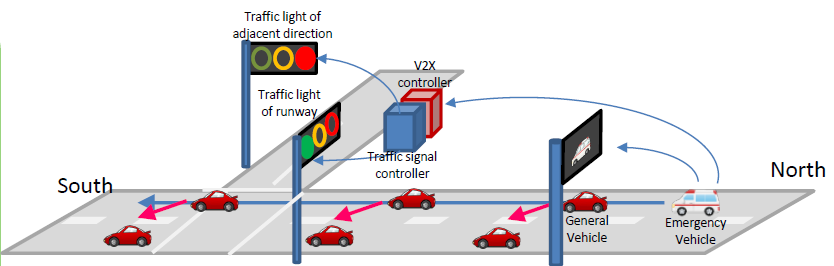 Traffic light of
adjacent direction
V2X
controller
Traffic light
of runway
Traffic signal
controller
South
North
General
Vehicle
Emergency
Vehicle